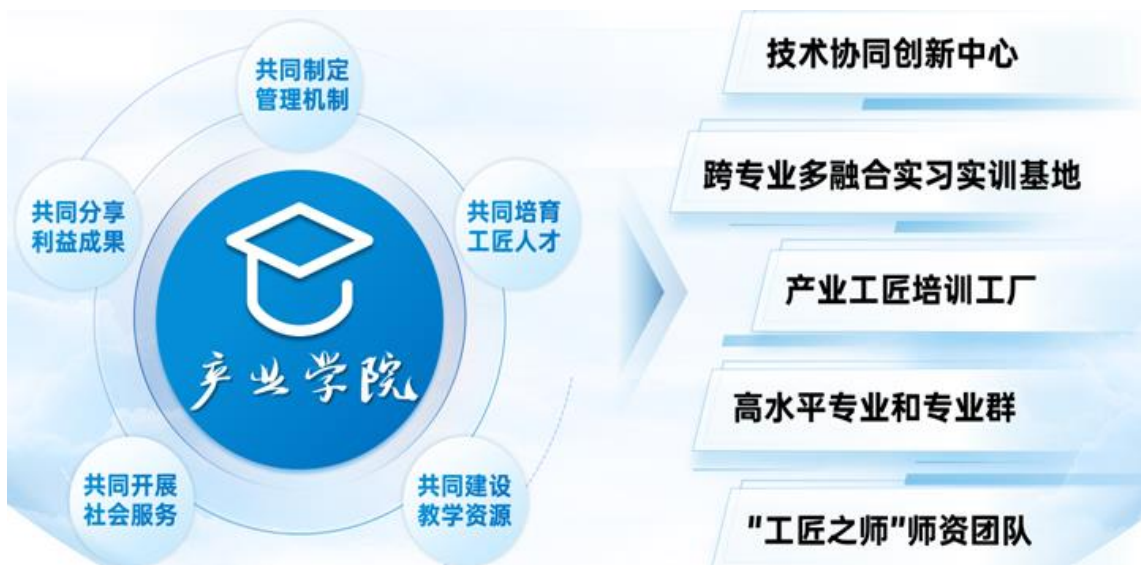 共同制定
管理机制
共同分享
利益成果
共同培育
工匠人才
产业学院
共同开展
社会服务
共同建设
教学资源
技术协同创新中心
跨专业多融合实习实训基地
产业工匠培训工厂
高水平专业和专业群
"工匠之师"师资团队